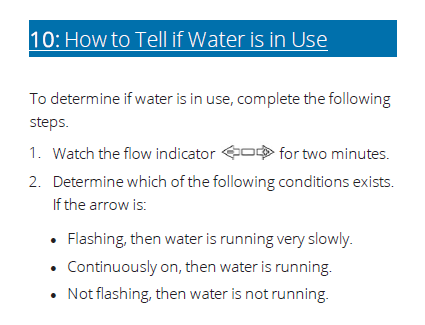 10: How to Tell if Water is in Use
To determine if water is in use, complete the following
steps.
1. Watch the flow indicator for two minutes.
2. Determine which of the following conditions exists.
If the arrow is:
• Flashing, then water is running very slowly.
• Continuously on, then water is running.
• Not flashing, then water is not running.